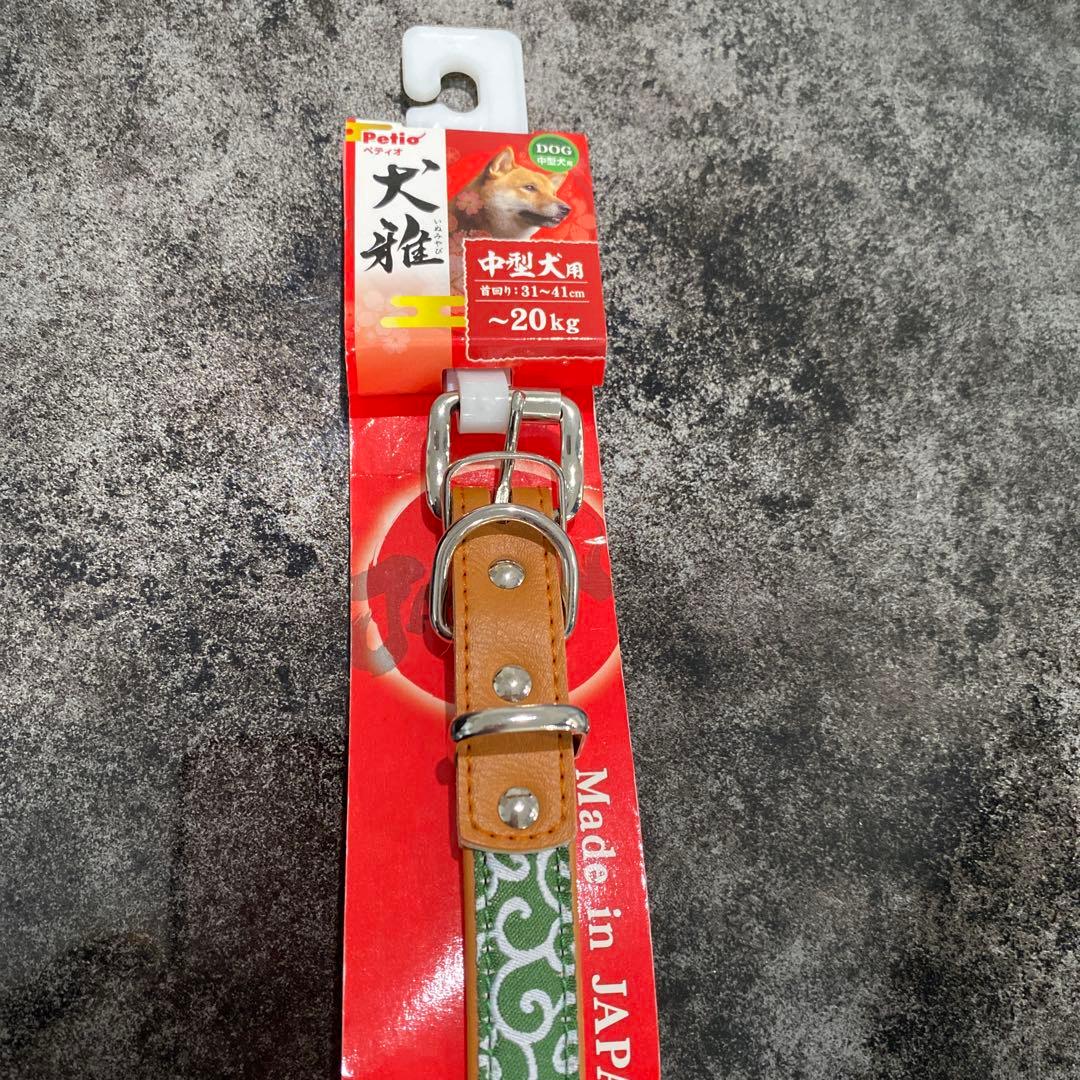 Petio
ペティオ
犬雅
いぬみやび
DOG
中型犬用
中型犬用
首回り：31～41cm
～20kg
Made in JAPA